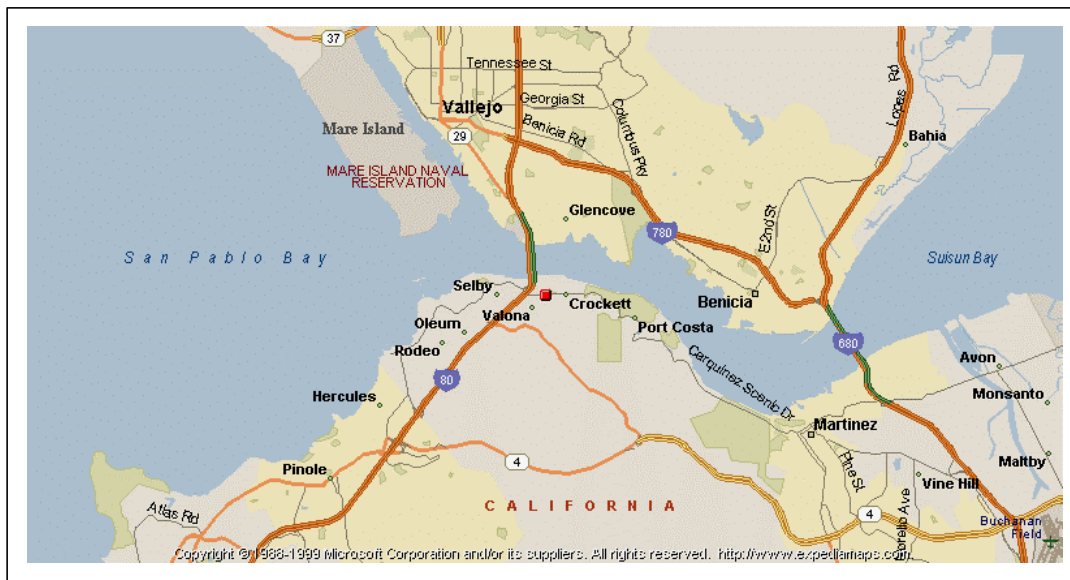 37
Tennessee St
Georgia St
Vallejo
Mare Island
29
Benicia Rd
Columbus Pky
Lopes Rd
Bahia
MARE ISLAND NAVAL
RESERVATION
Glencove
780
E 2nd St
San Pablo Bay
Suisun Bay
Selby
Crockett
Benicia
Valona
Oleum
Port Costa
Rodeo
680
Avon
80
Carquinez Scenic Dr
Hercules
Monsanto
Martinez
4
Maltby
Pinole
Pine St
Vine Hill
Atlas Rd
CALIFORNIA
4
Buchanan
Field
Copyright © 1988-1999 Microsoft Corporation and/or its suppliers. All rights reserved. http://www.expediamaps.com